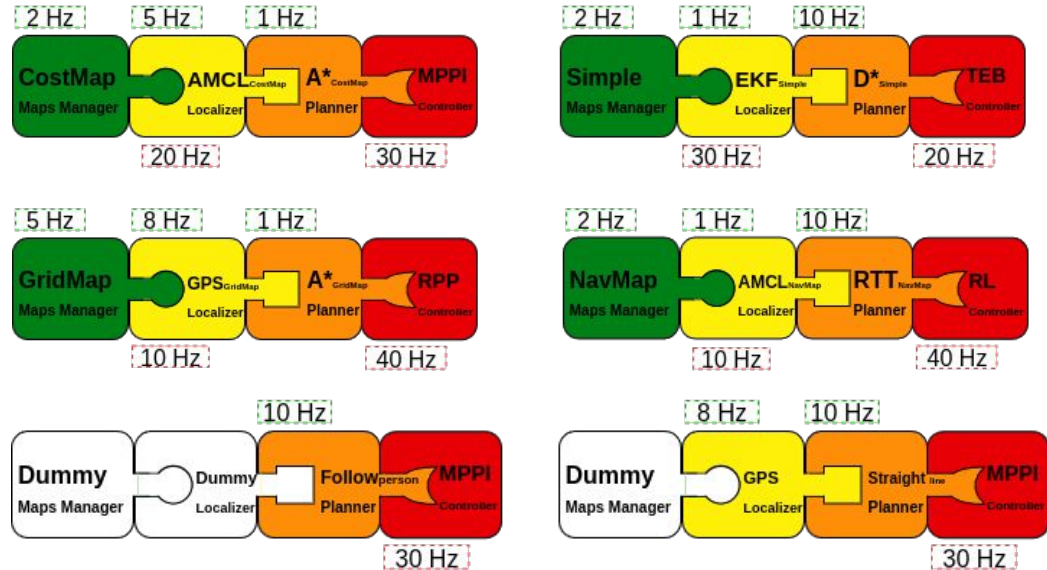 2 Hz 5 Hz 1 Hz
CostMap AMCL CostMap A* CostMap MPPI
Maps Manager Localizer Planner Controller
20 Hz 30 Hz
2 Hz 1 Hz 10 Hz
Simple EKF Simple D* Simple TEB
Maps Manager Localizer Planner Controller
30 Hz 20 Hz
5 Hz 8 Hz 1 Hz
GridMap GPS GridMap A* GridMap RPP
Maps Manager Localizer Planner Controller
10 Hz 40 Hz
2 Hz 1 Hz 10 Hz
NavMap AMCL NavMap RTT NavMap RL
Maps Manager Localizer Planner Controller
10 Hz 40 Hz
10 Hz
Dummy Dummy Follow person MPPI
Maps Manager Localizer Planner Controller
30 Hz
8 Hz 10 Hz
Dummy GPS Straight line MPPI
Maps Manager Localizer Planner Controller
30 Hz